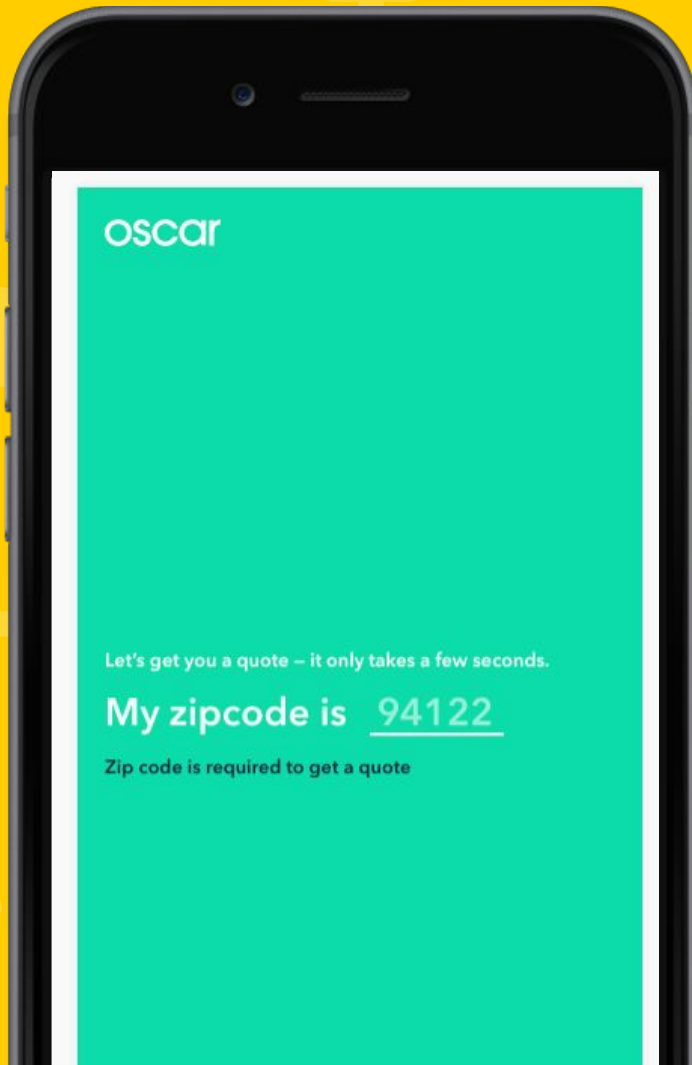 oscar
Let's get you a quote – it only takes a few seconds.
My zipcode is 94122
Zip code is required to get a quote